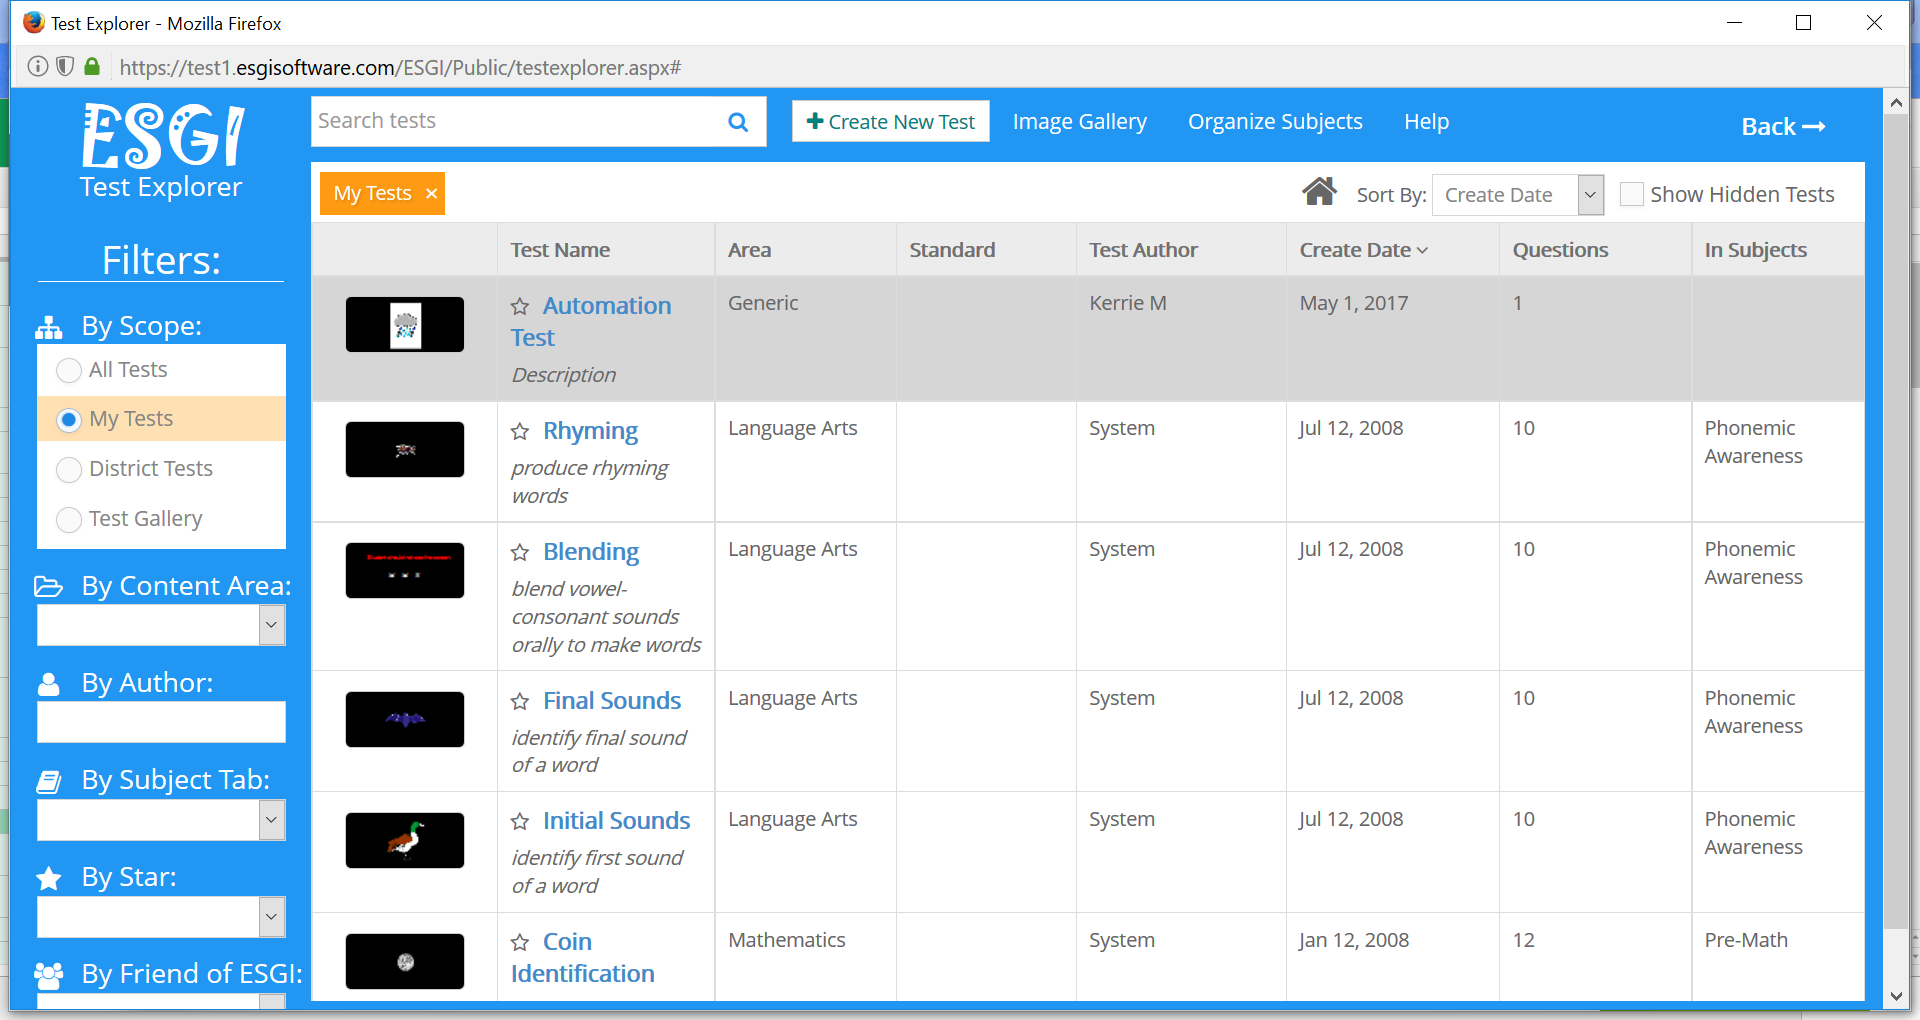 Test Explorer - Mozilla Firefox
https://test1.esgisoftware.com/ESGI/Public/testexplorer.aspx#
ESGI
Test Explorer
Search tests
Create New Test
Image Gallery
Organize Subjects
Help
Back
My Tests ×
Sort By: Create Date
Show Hidden Tests
Filters:
By Scope:
All Tests
My Tests
District Tests
Test Gallery
By Content Area:
By Author:
By Subject Tab:
By Star:
By Friend of ESGI:
Test Name Area Standard Test Author Create Date Questions In Subjects
Automation Generic Kerrie M May 1, 2017 1
Test
Description
Rhyming Language Arts System Jul 12, 2008 10 Phonemic
Awareness
produce rhyming
words
Blending Language Arts System Jul 12, 2008 10 Phonemic
Awareness
blend vowel-
consonant sounds
orally to make words
Final Sounds Language Arts System Jul 12, 2008 10 Phonemic
Awareness
identify final sound
of a word
Initial Sounds Language Arts System Jul 12, 2008 10 Phonemic
Awareness
identify first sound
of a word
Coin Mathematics System Jan 12, 2008 12 Pre-Math
Identification